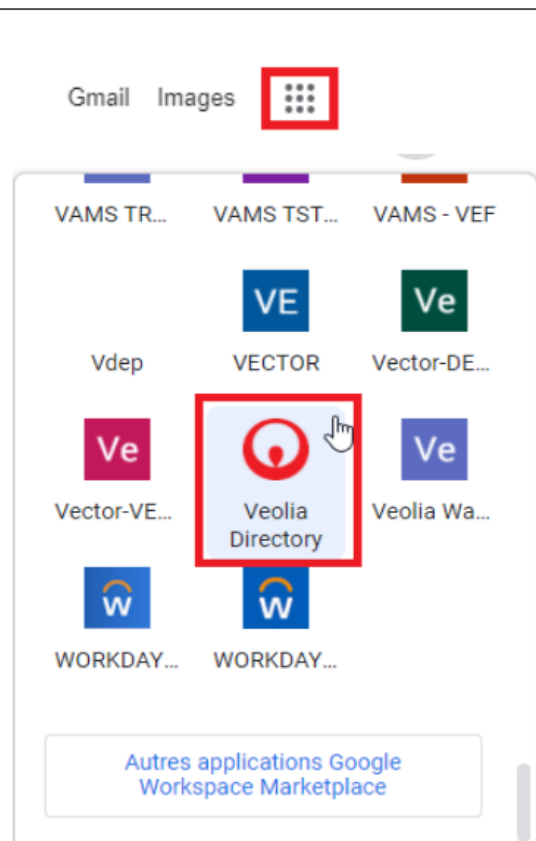 Gmail Images
VAMS TR... VAMS TST... VAMS - VEF
VE Ve
Vdep VECTOR Vector-DE...
Ve Ve
Vector-VE... Veolia Veolia Wa...
Directory
W W
WORKDAY... WORKDAY...
Autres applications Google
Workspace Marketplace